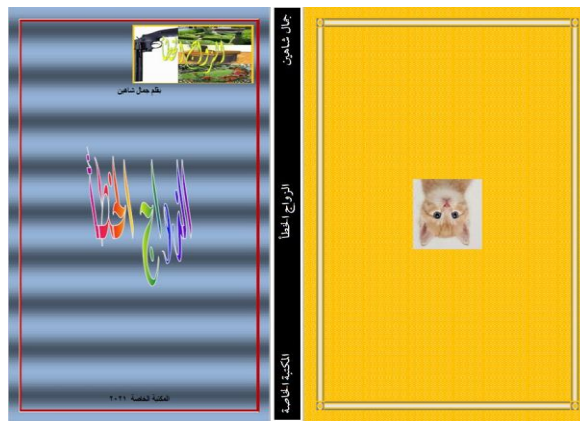 الزواج الخطأ
بقلم جمال شاهين
الزواج الخطأ
المكتبة الخاصة ٢٠٢١
جمال شاهين
الزواج الخطأ
المكتبة الخاصة